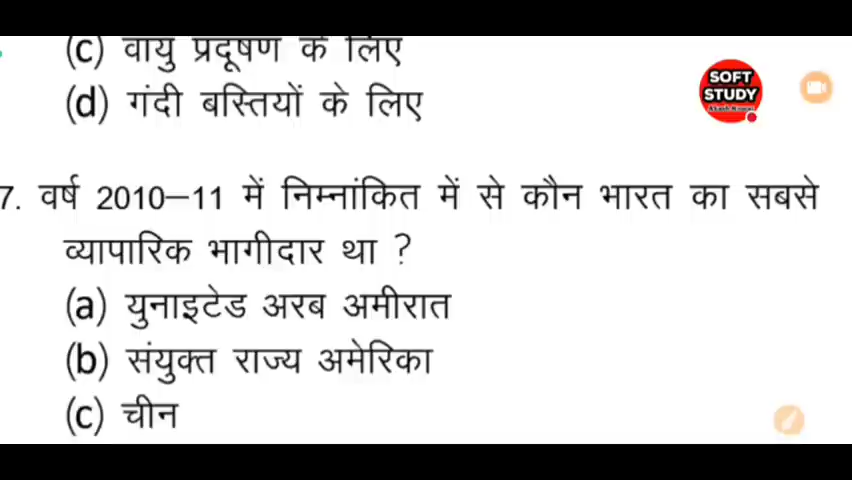 (c) वायु प्रदूषण के लिए
(d) गंदी बस्तियों के लिए
SOFT
STUDY
7. वर्ष 2010–11 में निम्नांकित में से कौन भारत का सबसे
व्यापारिक भागीदार था ?
(a) युनाइटेड अरब अमीरात
(b) संयुक्त राज्य अमेरिका
(c) चीन